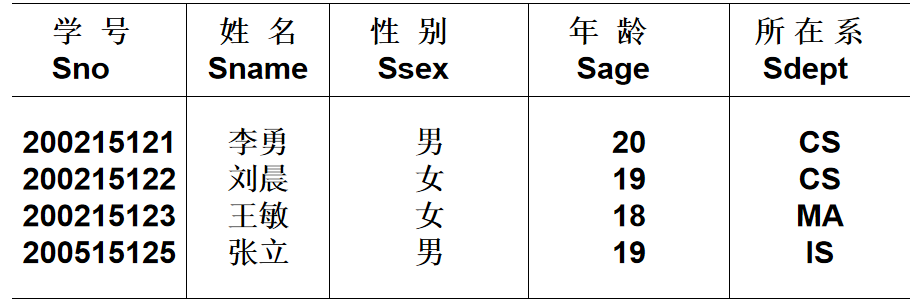 学 号 姓 名 性 别 年 龄 所 在 系
Sno Sname Ssex Sage Sdept
200215121 李勇 男 20 CS
200215122 刘晨 女 19 CS
200215123 王敏 女 18 MA
200515125 张立 男 19 IS